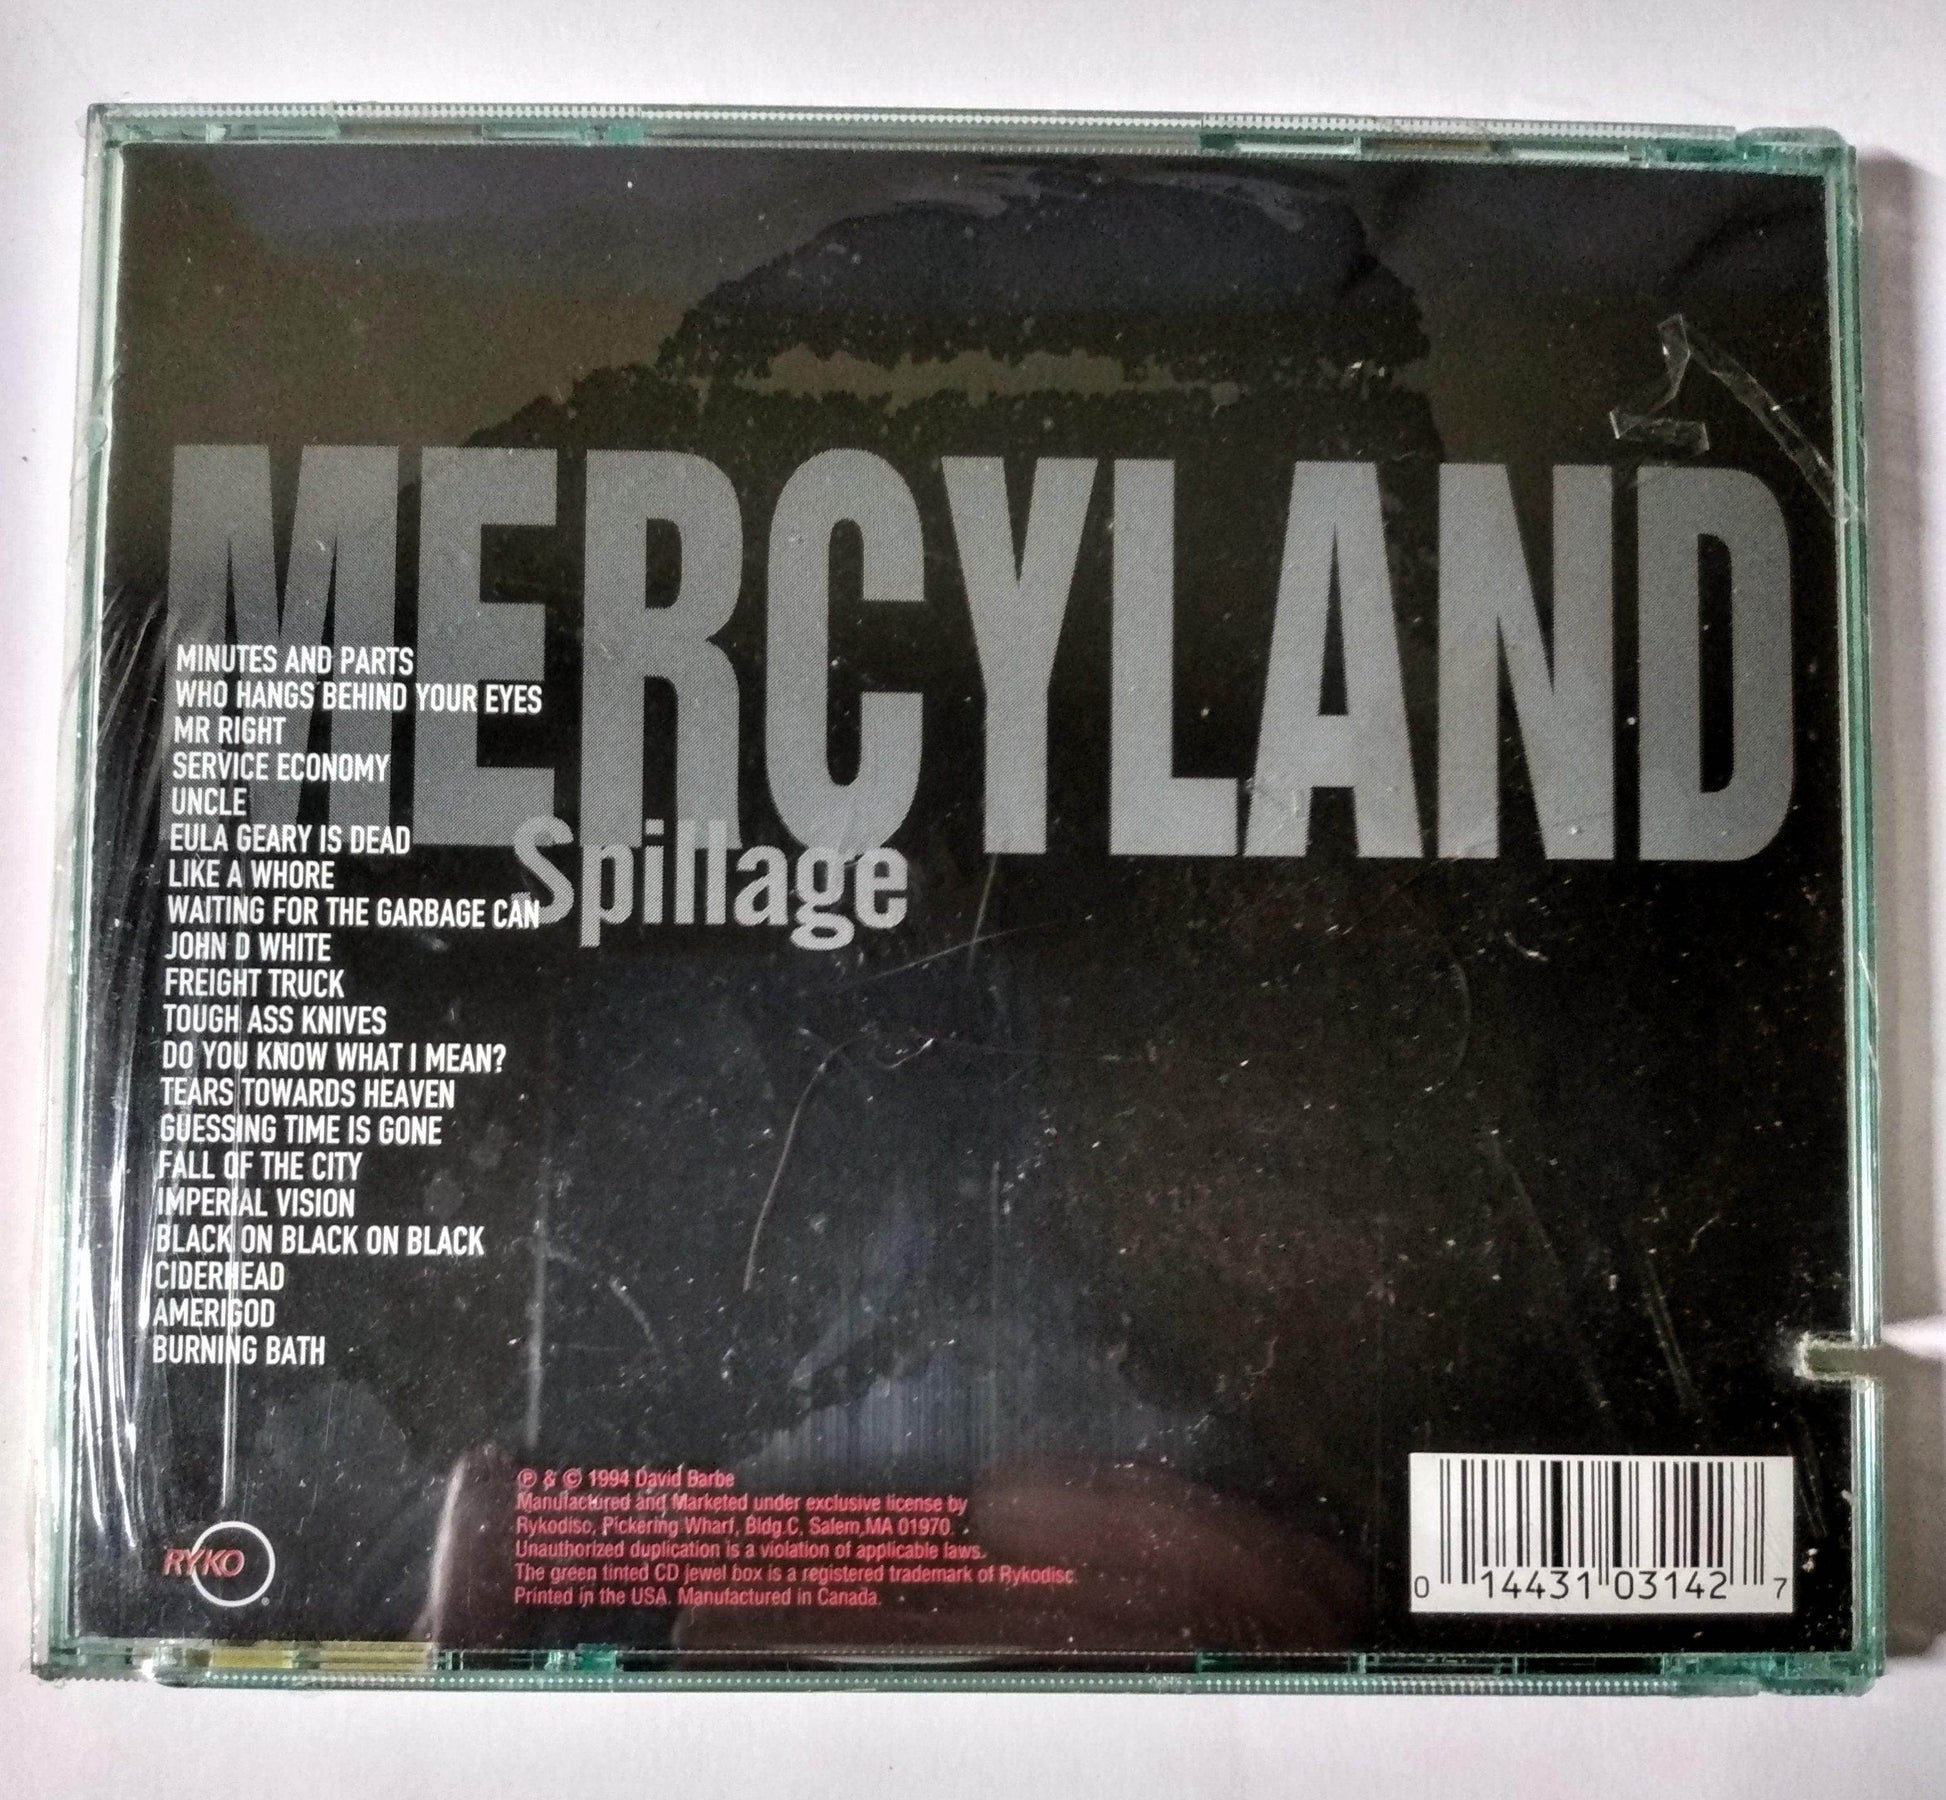 MERCYLAND
Spillage
MINUTES AND PARTS
WHO HANGS BEHIND YOUR EYES
MR RIGHT
SERVICE ECONOMY
UNCLE
EULA GEARY IS DEAD
LIKE A WHORE
WAITING FOR THE GARBAGE CAN
JOHN D WHITE
FREIGHT TRUCK
TOUGH ASS KNIVES
DO YOU KNOW WHAT I MEAN?
TEARS TOWARDS HEAVEN
GUESSING TIME IS GONE
FALL OF THE CITY
IMPERIAL VISION
BLACK ON BLACK ON BLACK
CIDERHEAD
AMERIGOD
BURNING BATH
RYKO
®
℗ & © 1994 David Barbe
Manufactured and Marketed under exclusive license by
Rykodisc, Pickering Wharf, Bldg.C, Salem,MA 01970.
Unauthorized duplication is a violation of applicable laws.
The green tinted CD jewel box is a registered trademark of Rykodisc.
Printed in the USA. Manufactured in Canada.
0 14431 03142 7